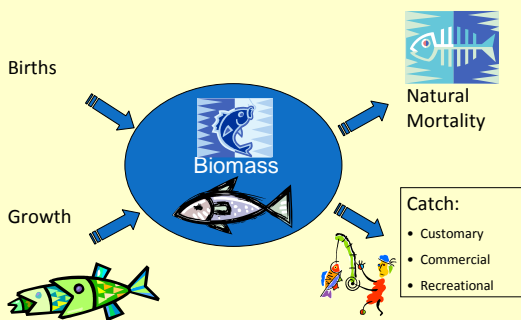 Births
Natural
Mortality
Biomass
Growth
Catch:
• Customary
• Commercial
• Recreational